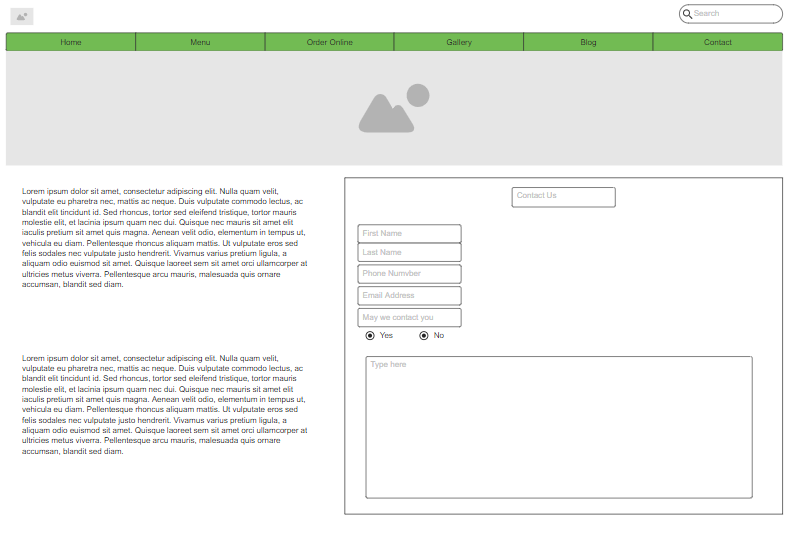 Search
Home Menu Order Online Gallery Blog Contact
Lorem ipsum dolor sit amet, consectetur adipiscing elit. Nulla quam velit,
vulputate eu pharetra nec, mattis ac neque. Duis vulputate commodo lectus, ac
blandit elit tincidunt id. Sed rhoncus, tortor sed eleifend tristique, tortor mauris
molestie elit, et lacinia ipsum quam nec dui. Quisque nec mauris sit amet elit
iaculis pretium sit amet quis magna. Aenean velit odio, elementum in tempus ut,
vehicula eu diam. Pellentesque rhoncus aliquam mattis. Ut vulputate eros sed
felis sodales nec vulputate justo hendrerit. Vivamus varius pretium ligula, a
aliquam odio euismod sit amet. Quisque laoreet sem sit amet orci ullamcorper at
ultricies metus viverra. Pellentesque arcu mauris, malesuada quis ornare
accumsan, blandit sed diam.
Lorem ipsum dolor sit amet, consectetur adipiscing elit. Nulla quam velit,
vulputate eu pharetra nec, mattis ac neque. Duis vulputate commodo lectus, ac
blandit elit tincidunt id. Sed rhoncus, tortor sed eleifend tristique, tortor mauris
molestie elit, et lacinia ipsum quam nec dui. Quisque nec mauris sit amet elit
iaculis pretium sit amet quis magna. Aenean velit odio, elementum in tempus ut,
vehicula eu diam. Pellentesque rhoncus aliquam mattis. Ut vulputate eros sed
felis sodales nec vulputate justo hendrerit. Vivamus varius pretium ligula, a
aliquam odio euismod sit amet. Quisque laoreet sem sit amet orci ullamcorper at
ultricies metus viverra. Pellentesque arcu mauris, malesuada quis ornare
accumsan, blandit sed diam.
Contact Us
First Name
Last Name
Phone Numvber
Email Address
May we contact you
Yes No
Type here